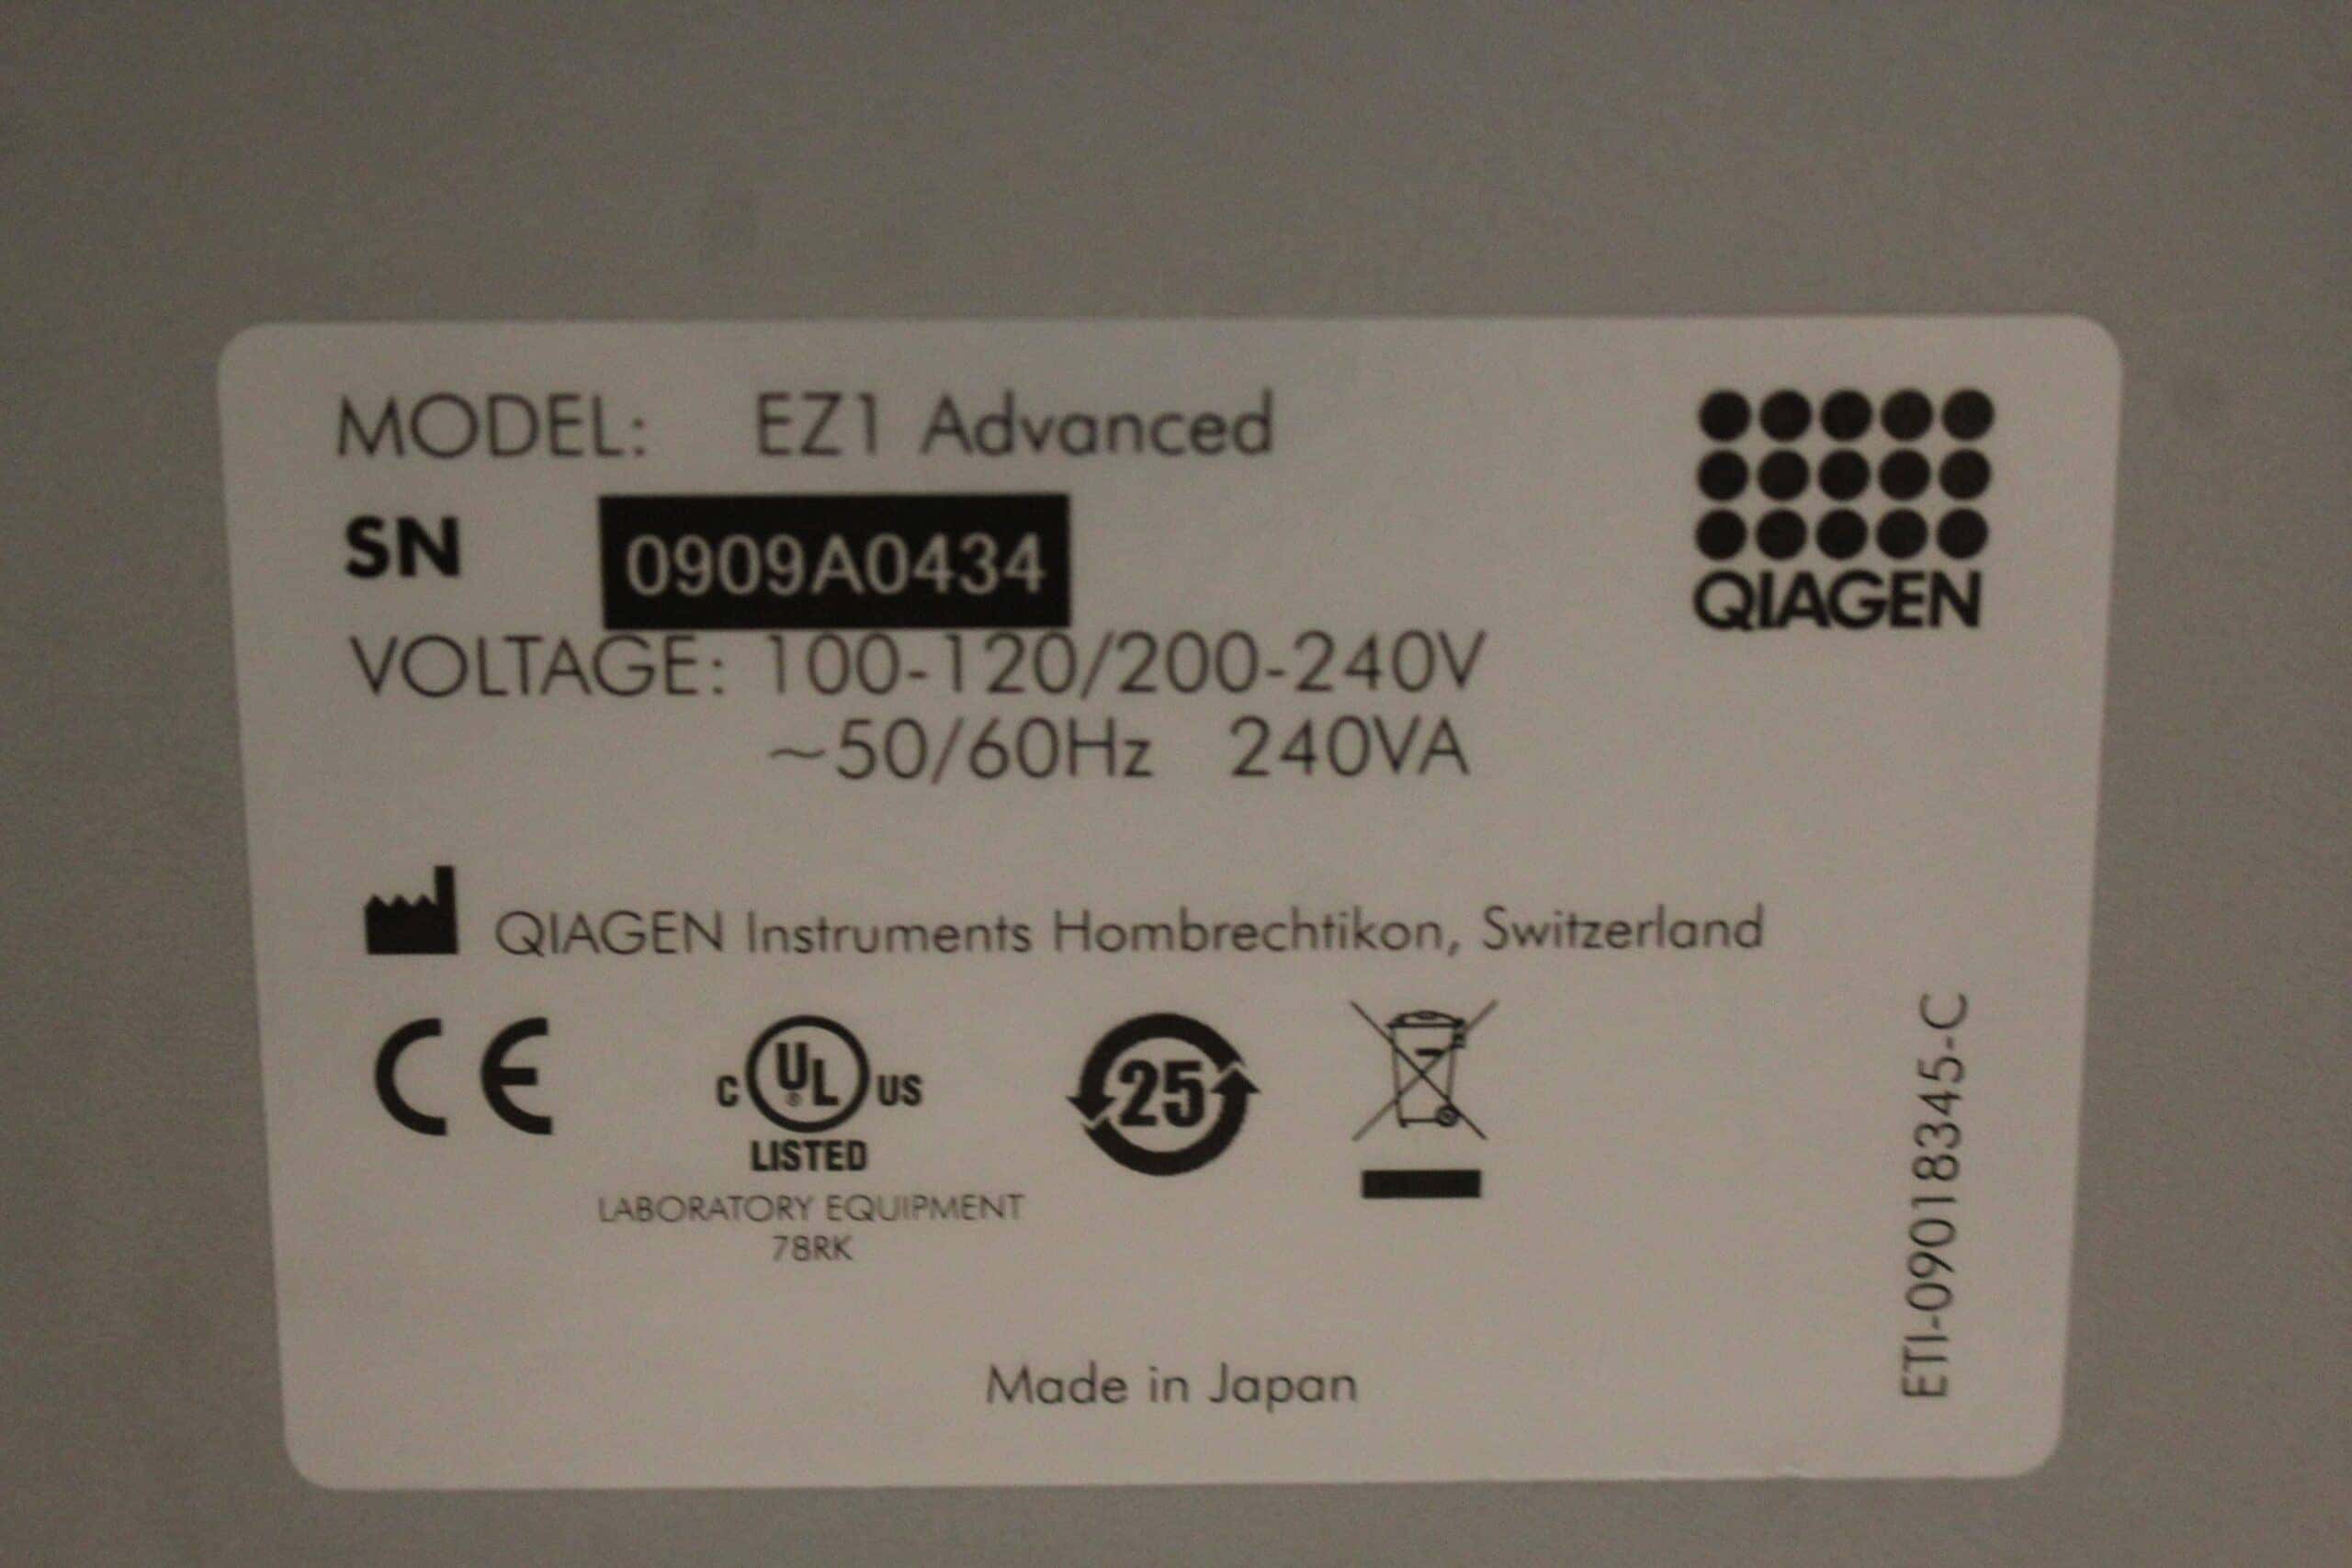 MODEL: EZ1 Advanced
QIAGEN
SN 0909A0434
VOLTAGE: 100-120/200-240V
~50/60Hz 240VA
QIAGEN Instruments Hombrechtikon, Switzerland
CE
C UL US
®
LISTED
LABORATORY EQUIPMENT
78RK
25
ETI-09018345-C
Made in Japan